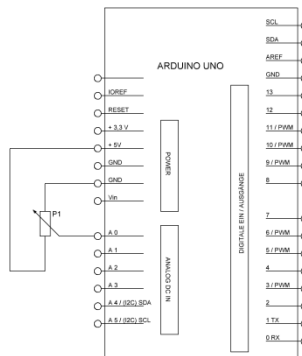 ARDUINO UNO
IOREF
RESET
+ 3,3 V
+ 5V
GND
GND
Vin
POWER
P1
A 0
A 1
A 2
A 3
A 4 / (I2C) SDA
A 5 / (I2C) SCL
ANALOG DC IN
DIGITALE EIN / AUSGÄNGE
SCL
SDA
AREF
GND
13
12
11 / PWM
10 / PWM
9 / PWM
8
7
6 / PWM
5 / PWM
4
3 / PWM
2
1 TX
0 RX